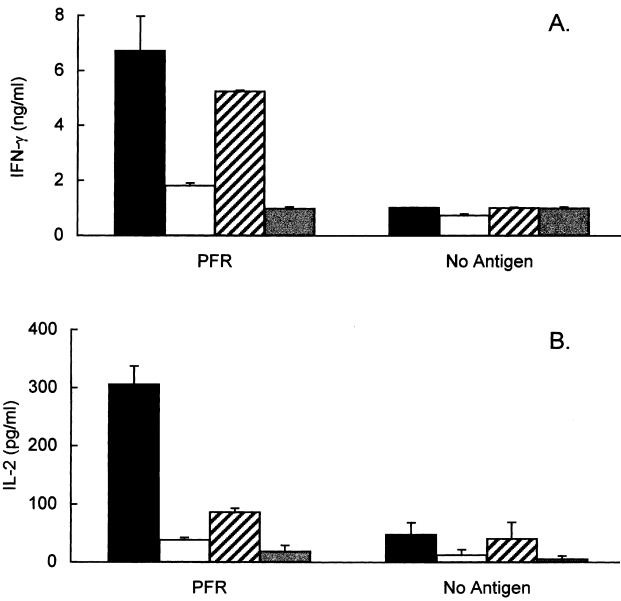 A.
8
6
4
2
0
IFN-γ (ng/ml)
PFR
No Antigen
B.
400
300
200
100
0
IL-2 (pg/ml)
PFR
No Antigen